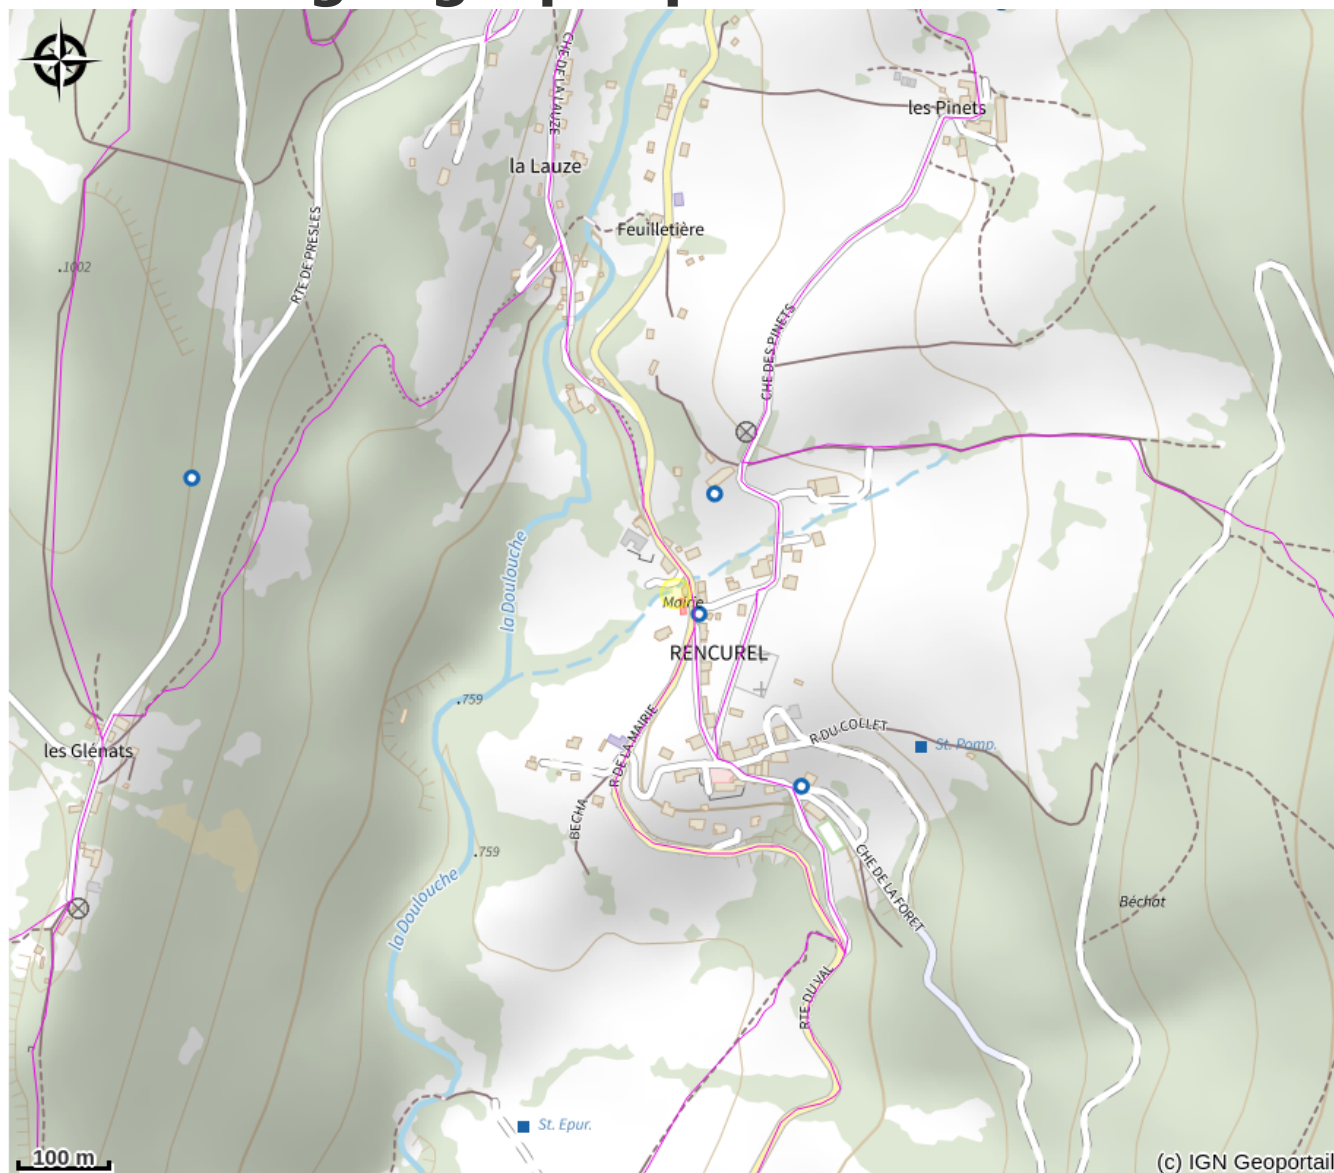 les Pinets
CHE DE LA LAUZE
la Lauze
Feuilletière
RTE DE PRESLES
.1002
CHE DES PINETS
la Doulouche
Mairie
RENCUREL
.759
R DE LA MAIRIE
R DU COLLET
St. Pomp.
les Glénats
BECHA
.759
CHE DE LA FORET
la Doulouche
Béchat
RTE DU VAL
St. Epur.
100 m
(c) IGN Geoportail